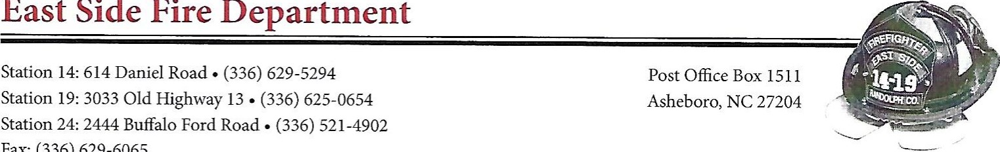 East Side Fire Department
Station 14: 614 Daniel Road • (336) 629-5294
Station 19: 3033 Old Highway 13 • (336) 625-0654
Station 24: 2444 Buffalo Ford Road • (336) 521-4902
Fax: (336) 629-6065
Post Office Box 1511
Asheboro, NC 27204
FIREFIGHTER
EAST SIDE
14-19
RANDOLPH CO.